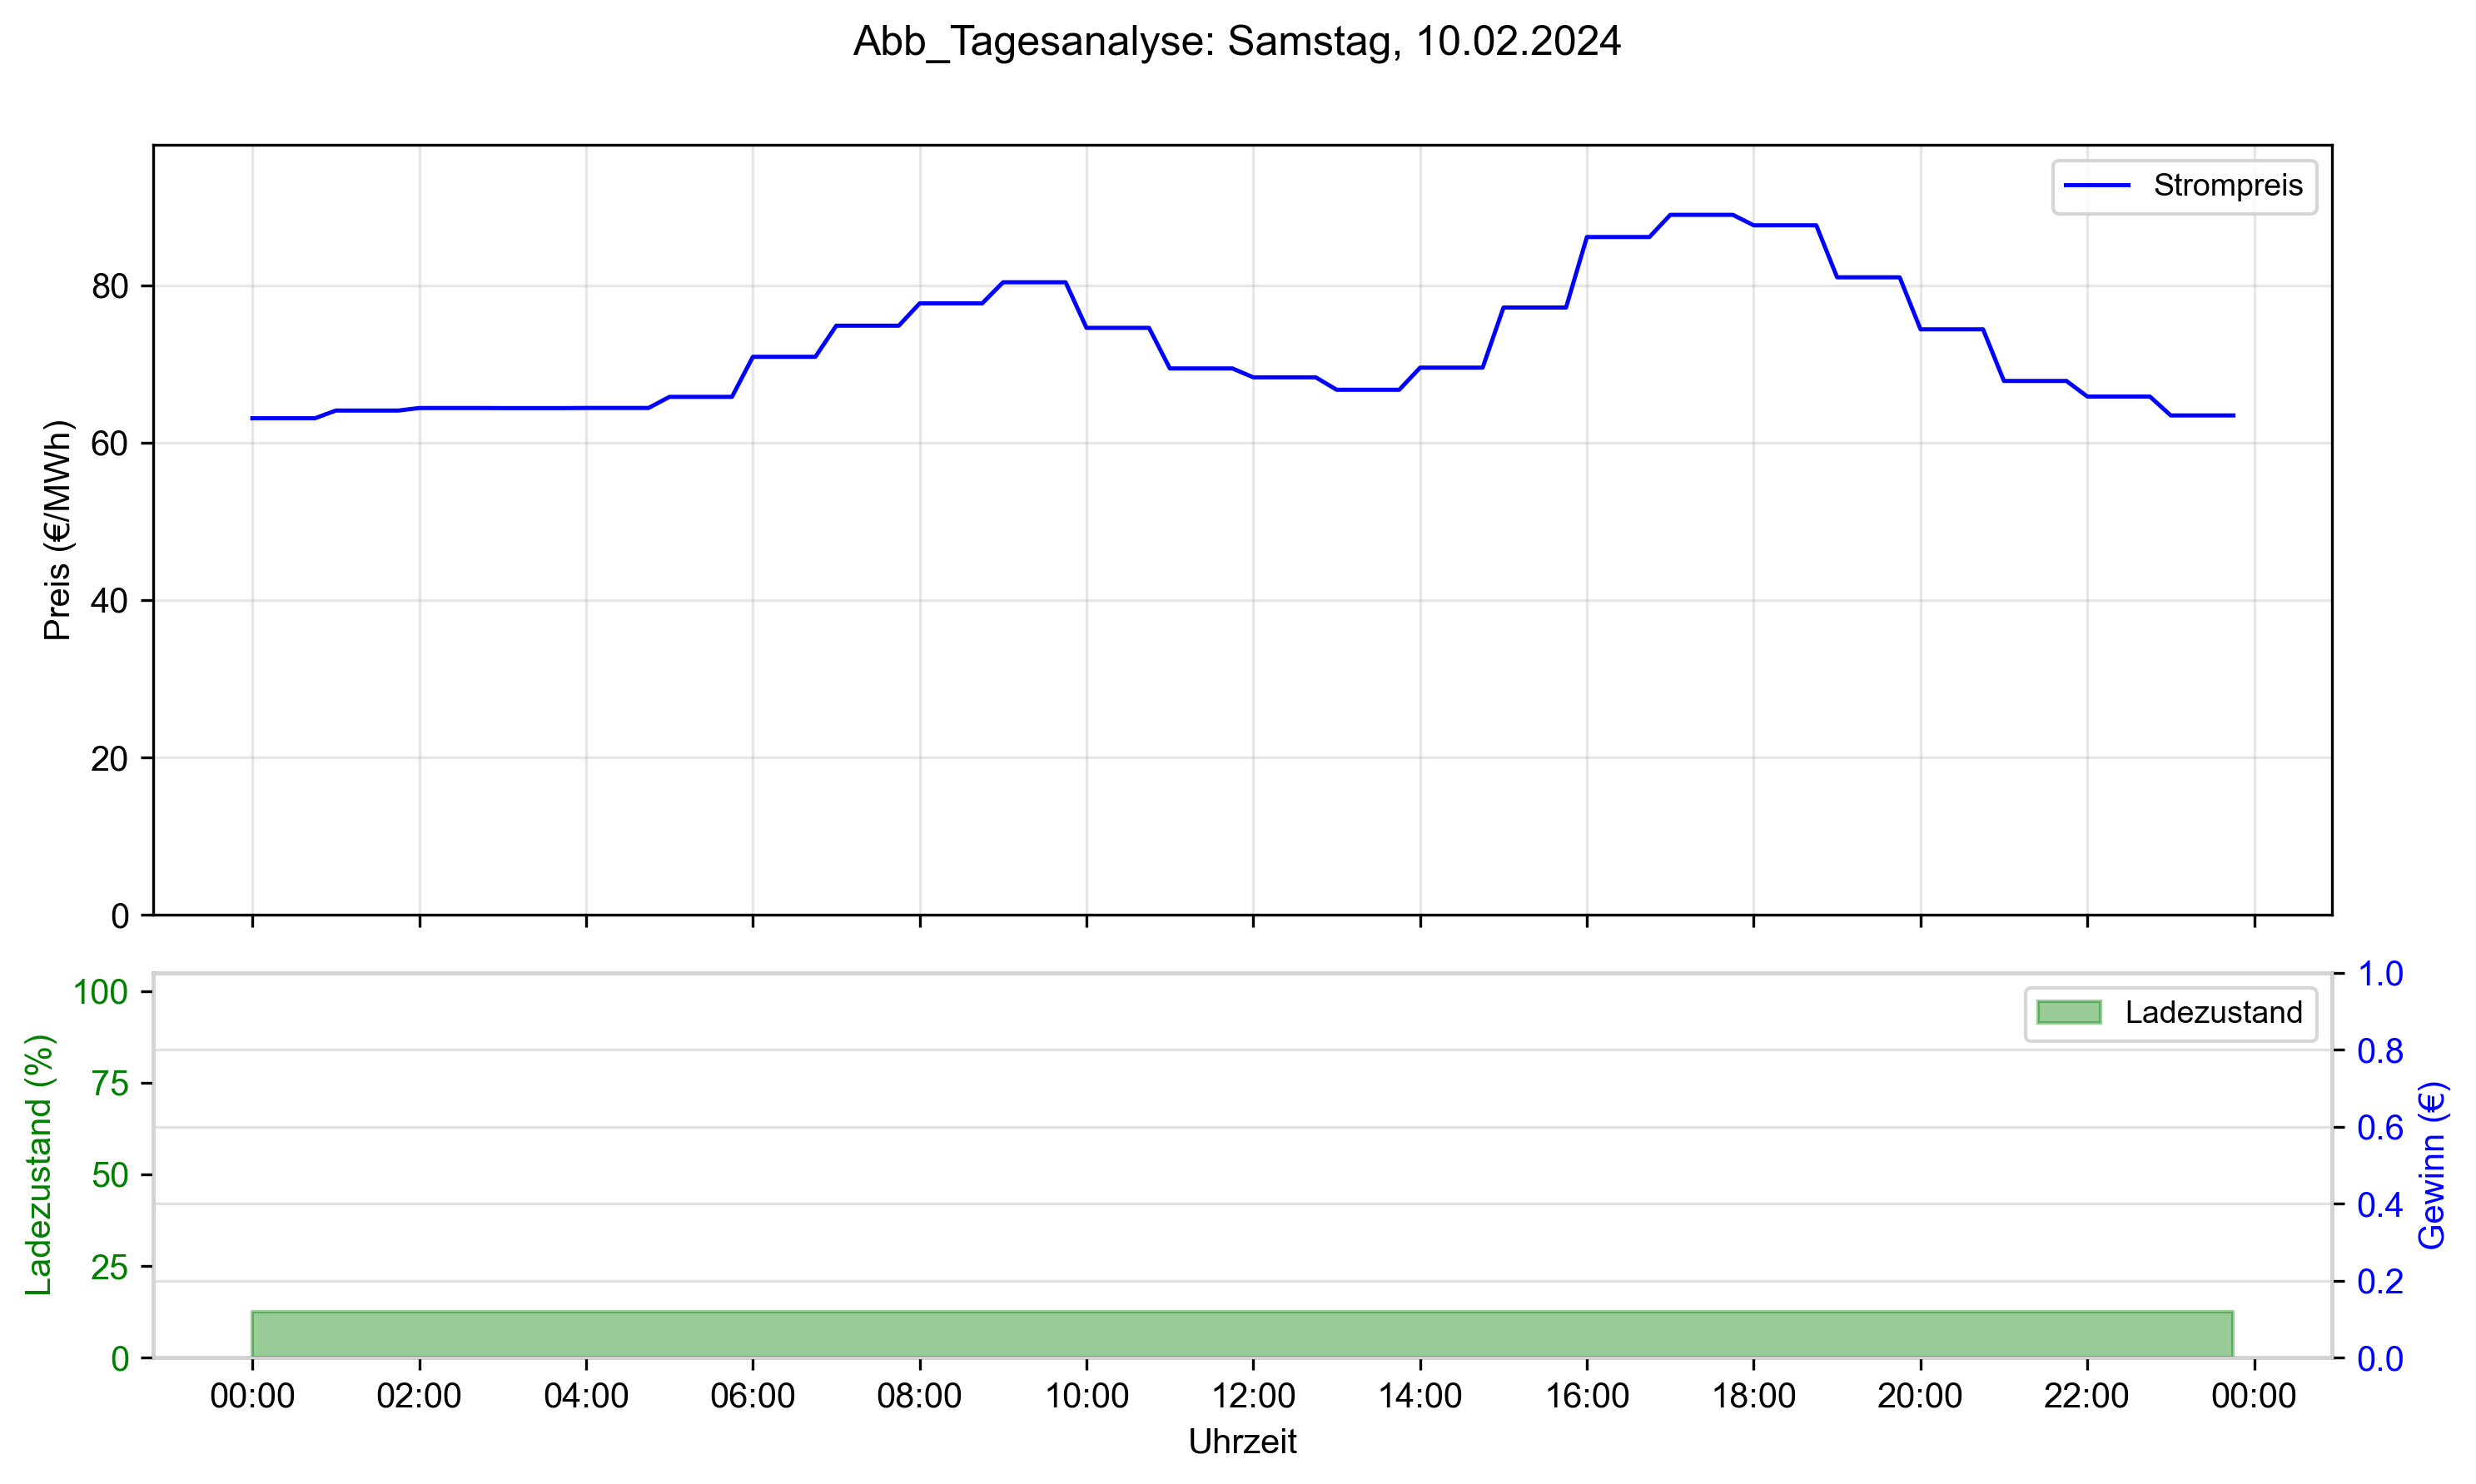 Abb_Tagesanalyse: Samstag, 10.02.2024
Strompreis
Preis (€/MWh)
80
60
40
20
0
Ladezustand
Ladezustand (%)
100
75
50
25
0
1.0
0.8
0.6
0.4
0.2
0.0
Gewinn (€)
00:00 02:00 04:00 06:00 08:00 10:00 12:00 14:00 16:00 18:00 20:00 22:00 00:00
Uhrzeit